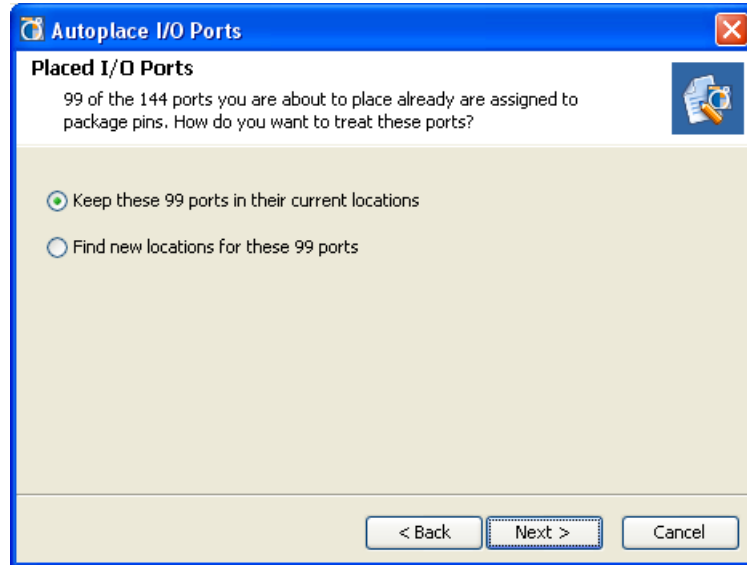 Autoplace I/O Ports
Placed I/O Ports
99 of the 144 ports you are about to place already are assigned to
package pins. How do you want to treat these ports?
Keep these 99 ports in their current locations
Find new locations for these 99 ports
< Back Next > Cancel